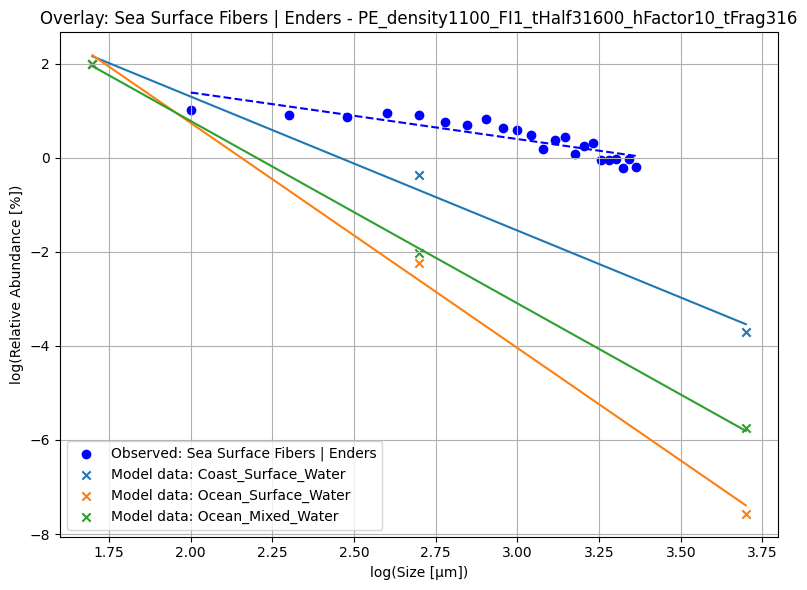 Overlay: Sea Surface Fibers | Enders - PE_density1100_FI1_tHalf31600_hFactor10_tFrag316
log(Relative Abundance [%])
2
0
−2
−4
−6
−8
Observed: Sea Surface Fibers | Enders
Model data: Coast_Surface_Water
Model data: Ocean_Surface_Water
Model data: Ocean_Mixed_Water
1.75 2.00 2.25 2.50 2.75 3.00 3.25 3.50 3.75
log(Size [μm])